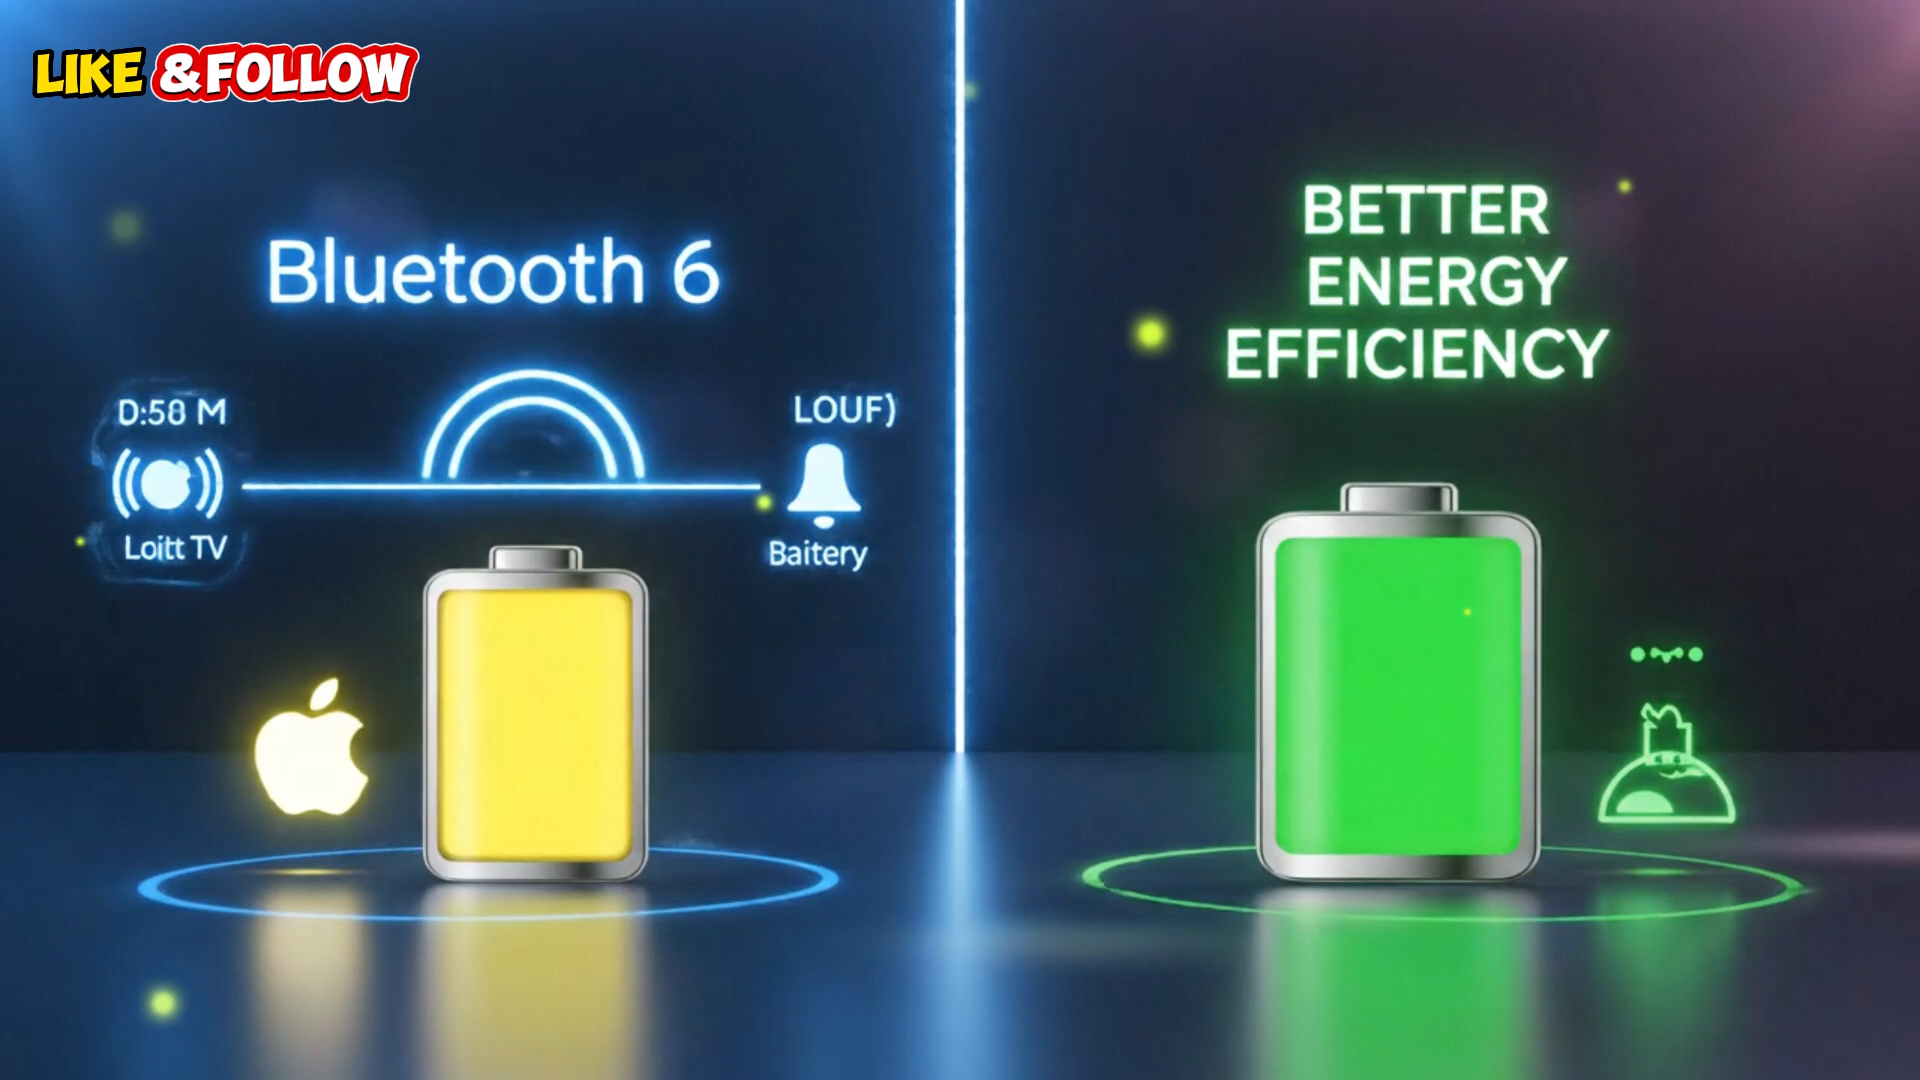 LIKE &FOLLOW
Bluetooth 6
D:58 M
Loitt TV
LOUF)
Baitery
BETTER
ENERGY
EFFICIENCY